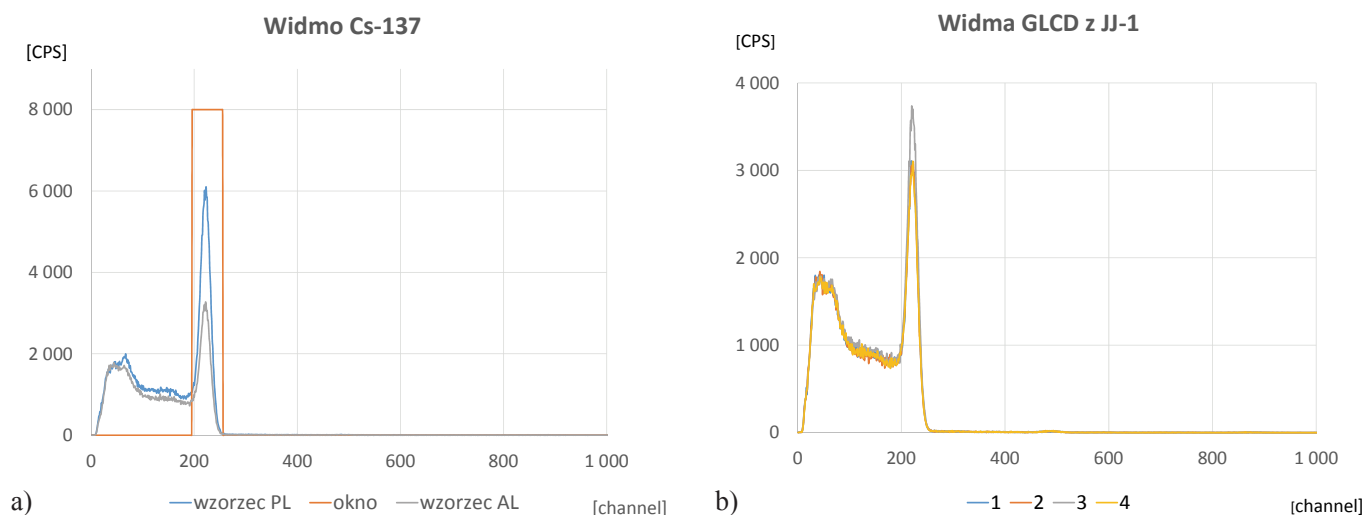 Widmo Cs-137
[CPS]
8 000
6 000
4 000
2 000
0
0 200 400 600 800 1 000
wzorzec PL okno wzorzec AL [channel]
a)
Widma GLCD z JJ-1
[CPS]
4 000
3 000
2 000
1 000
0
0 200 400 600 800 1 000
1 2 3 4 [channel]
b)